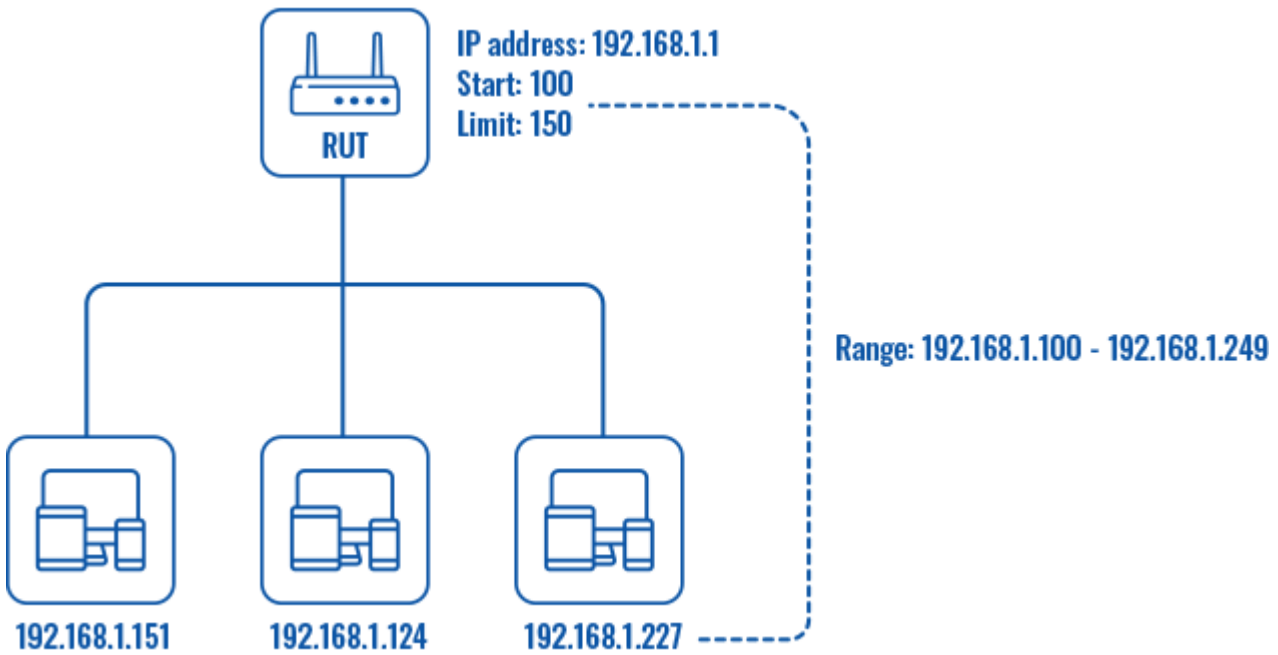 IP address: 192.168.1.1
Start: 100
Limit: 150
RUT
Range: 192.168.1.100 - 192.168.1.249
192.168.1.151
192.168.1.124
192.168.1.227